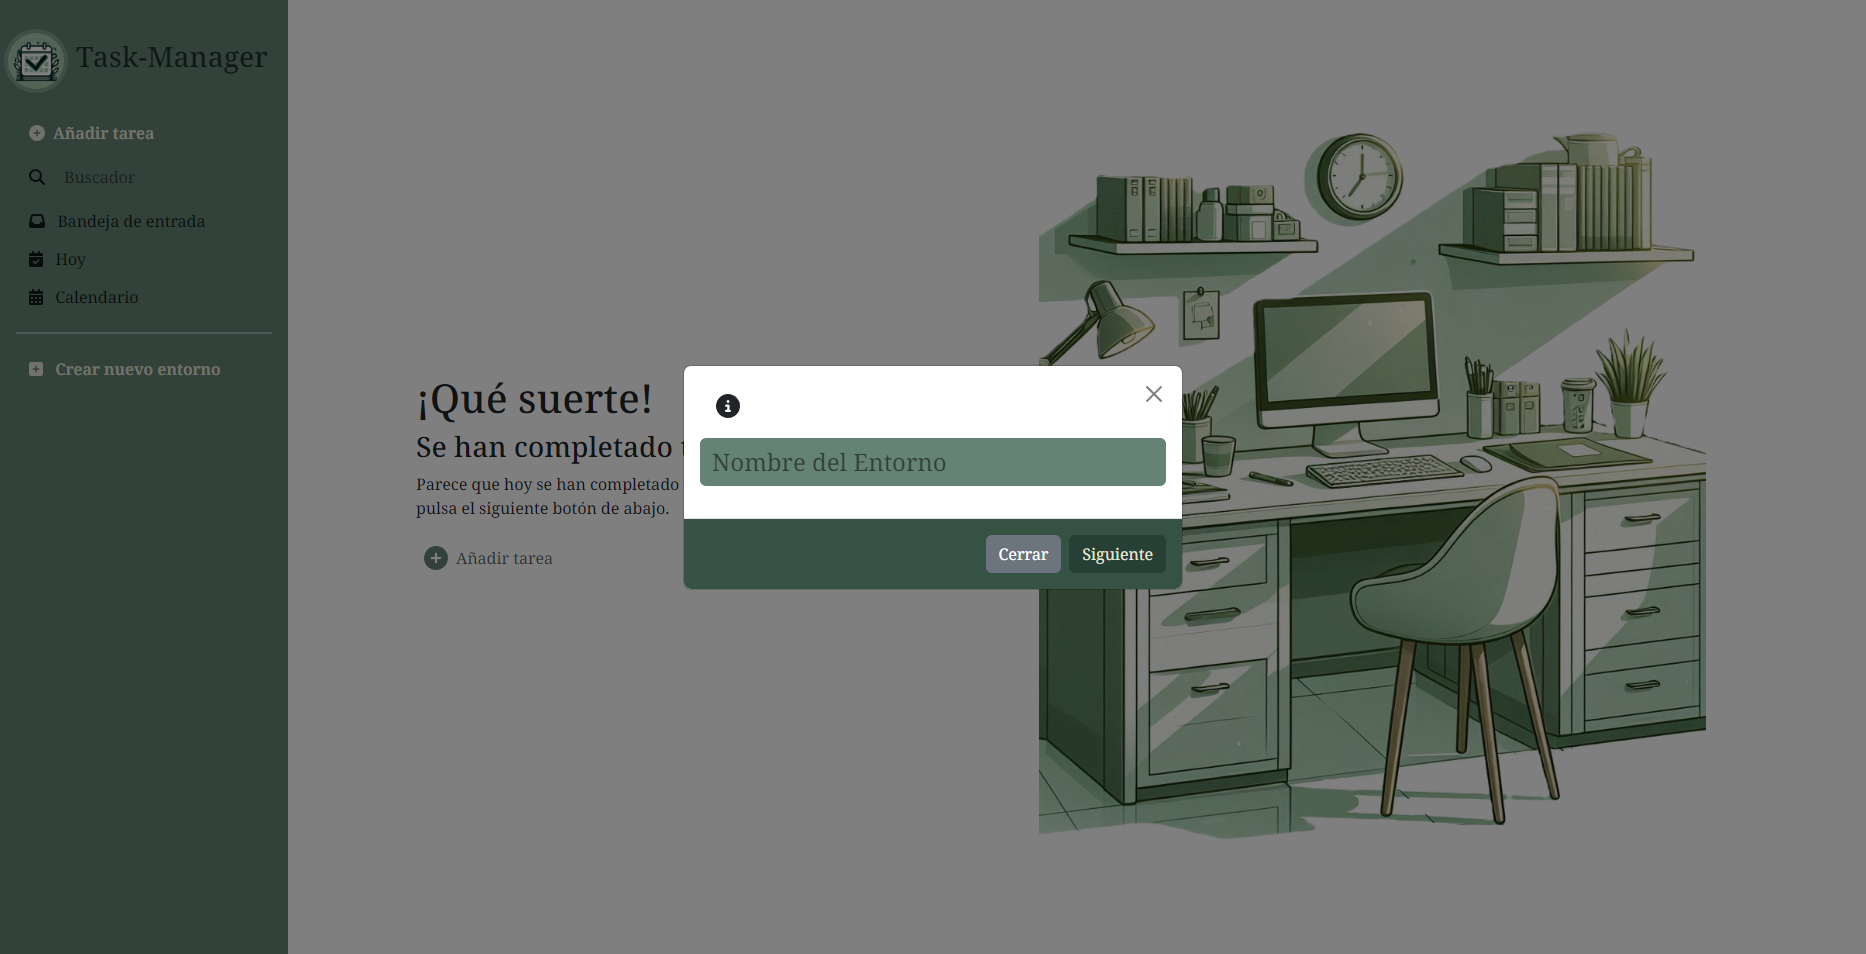 Task-Manager
Añadir tarea
Buscador
Bandeja de entrada
Hoy
Calendario
Crear nuevo entorno
¡Qué suerte!
Se han completado
Parece que hoy se han completado
pulsa el siguiente botón de abajo.
Añadir tarea
Nombre del Entorno
Cerrar
Siguiente